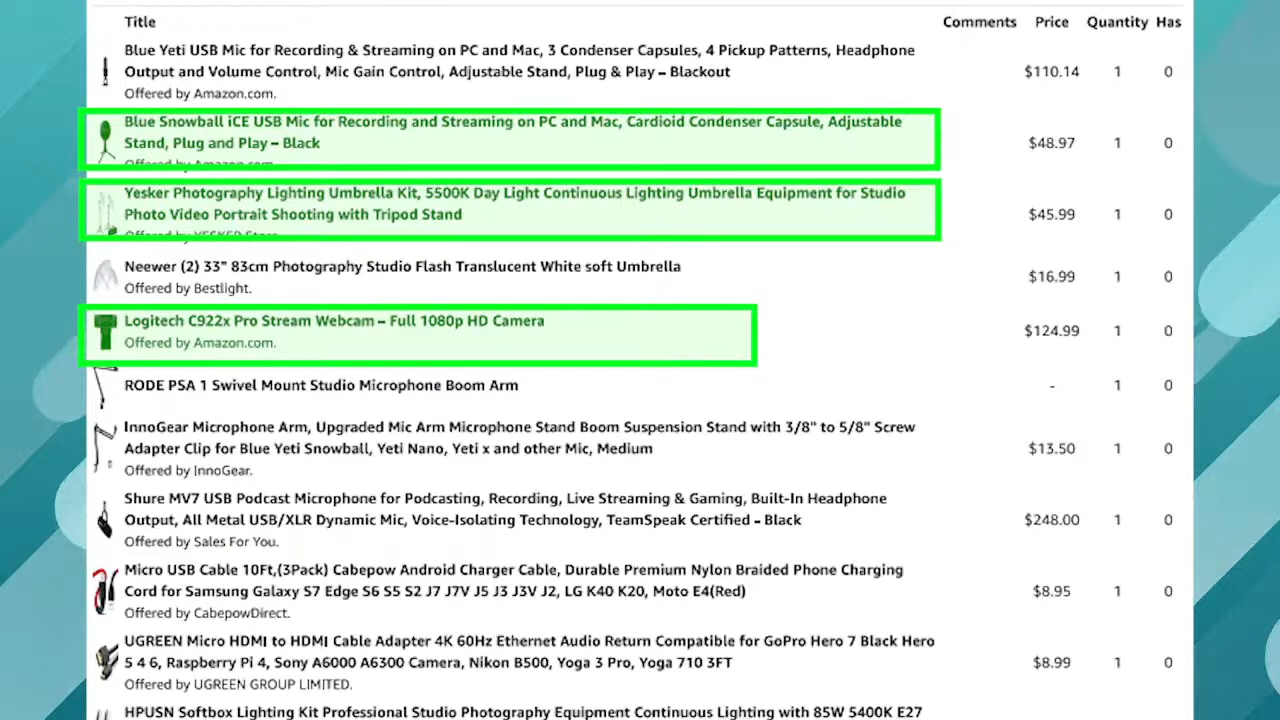 Title Comments Price Quantity Has
Blue Yeti USB Mic for Recording & Streaming on PC and Mac, 3 Condenser Capsules, 4 Pickup Patterns, Headphone
Output and Volume Control, Mic Gain Control, Adjustable Stand, Plug & Play – Blackout
$110.14 1 0
Offered by Amazon.com.
Blue Snowball iCE USB Mic for Recording and Streaming on PC and Mac, Cardioid Condenser Capsule, Adjustable
Stand, Plug and Play – Black
$48.97 1 0
Offered by Amazon.com.
Yesker Photography Lighting Umbrella Kit, 5500K Day Light Continuous Lighting Umbrella Equipment for Studio
Photo Video Portrait Shooting with Tripod Stand
$45.99 1 0
Offered by YESKER Store.
Neewer (2) 33" 83cm Photography Studio Flash Translucent White soft Umbrella
$16.99 1 0
Offered by Bestlight.
Logitech C922x Pro Stream Webcam – Full 1080p HD Camera
$124.99 1 0
Offered by Amazon.com.
RODE PSA 1 Swivel Mount Studio Microphone Boom Arm
- 1 0
InnoGear Microphone Arm, Upgraded Mic Arm Microphone Stand Boom Suspension Stand with 3/8" to 5/8" Screw
Adapter Clip for Blue Yeti Snowball, Yeti Nano, Yeti x and other Mic, Medium
$13.50 1 0
Offered by InnoGear.
Shure MV7 USB Podcast Microphone for Podcasting, Recording, Live Streaming & Gaming, Built-In Headphone
Output, All Metal USB/XLR Dynamic Mic, Voice-Isolating Technology, TeamSpeak Certified – Black
$248.00 1 0
Offered by Sales For You.
Micro USB Cable 10Ft,(3Pack) Cabepow Android Charger Cable, Durable Premium Nylon Braided Phone Charging
Cord for Samsung Galaxy S7 Edge S6 S5 S2 J7 J7V J5 J3 J3V J2, LG K40 K20, Moto E4(Red)
$8.95 1 0
Offered by CabepowDirect.
UGREEN Micro HDMI to HDMI Cable Adapter 4K 60Hz Ethernet Audio Return Compatible for GoPro Hero 7 Black Hero
5 4 6, Raspberry Pi 4, Sony A6000 A6300 Camera, Nikon B500, Yoga 3 Pro, Yoga 710 3FT
$8.99 1 0
Offered by UGREEN GROUP LIMITED.
HPUSN Softbox Lighting Kit Professional Studio Photography Equipment Continuous Lighting with 85W 5400K E27